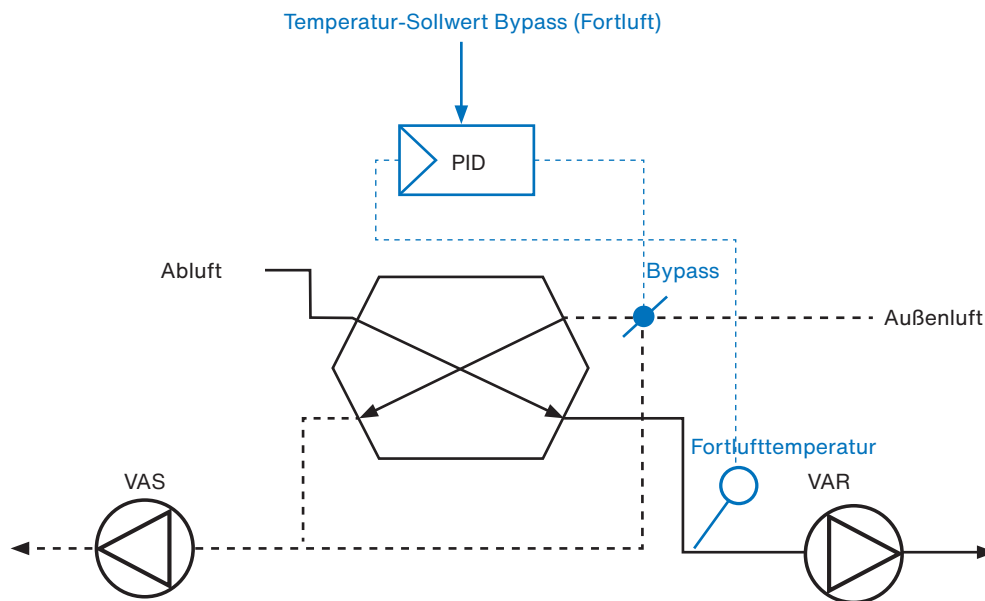 Temperatur-Sollwert Bypass (Fortluft)
PID
Abluft
Bypass
Außenluft
Fortlufttemperatur
VAS
VAR